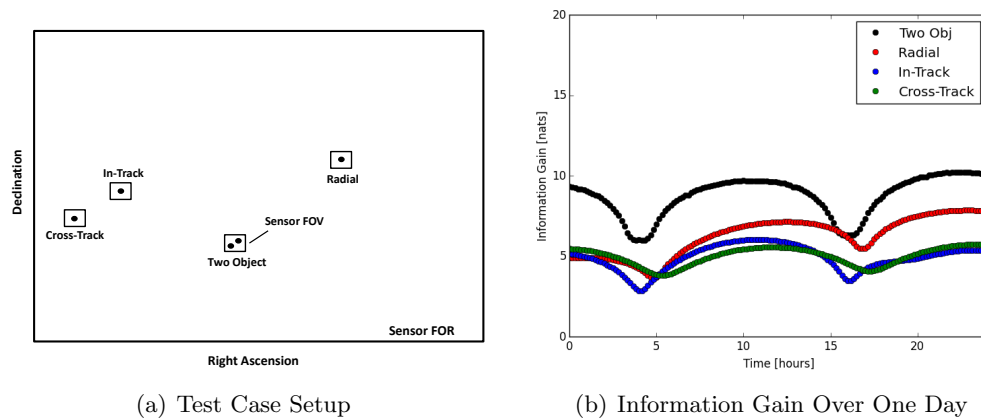 Declination
In-Track
Cross-Track
Radial
Sensor FOV
Two Object
Sensor FOR
Right Ascension
(a) Test Case Setup
20
15
10
5
0
Information Gain [nats]
Two Obj
Radial
In-Track
Cross-Track
0 5 10 15 20
Time [hours]
(b) Information Gain Over One Day